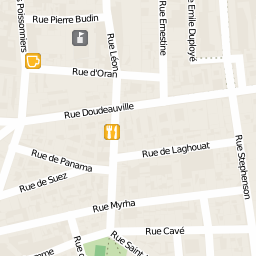 Rue Pierre Budin
Poissonniers
Rue Léon
Rue Ernestine
Rue Emile Duployé
Rue d'Oran
Rue Doudeauville
Rue de Panama
Rue de Laghouat
Rue Stephenson
Rue de Suez
Rue Myrha
Rue Cavé
Rue Saint